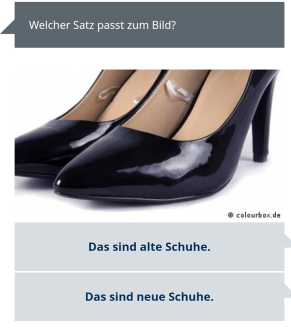 Welcher Satz passt zum Bild?
© colourbox.de
Das sind alte Schuhe.
Das sind neue Schuhe.